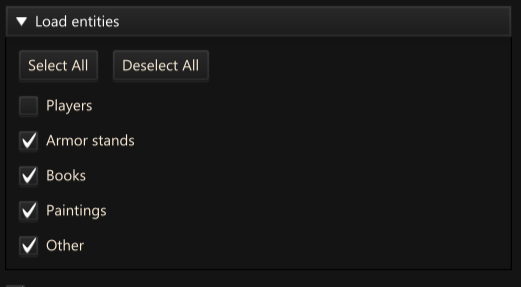 Load entities
Select All Deselect All
Players
Armor stands
Books
Paintings
Other